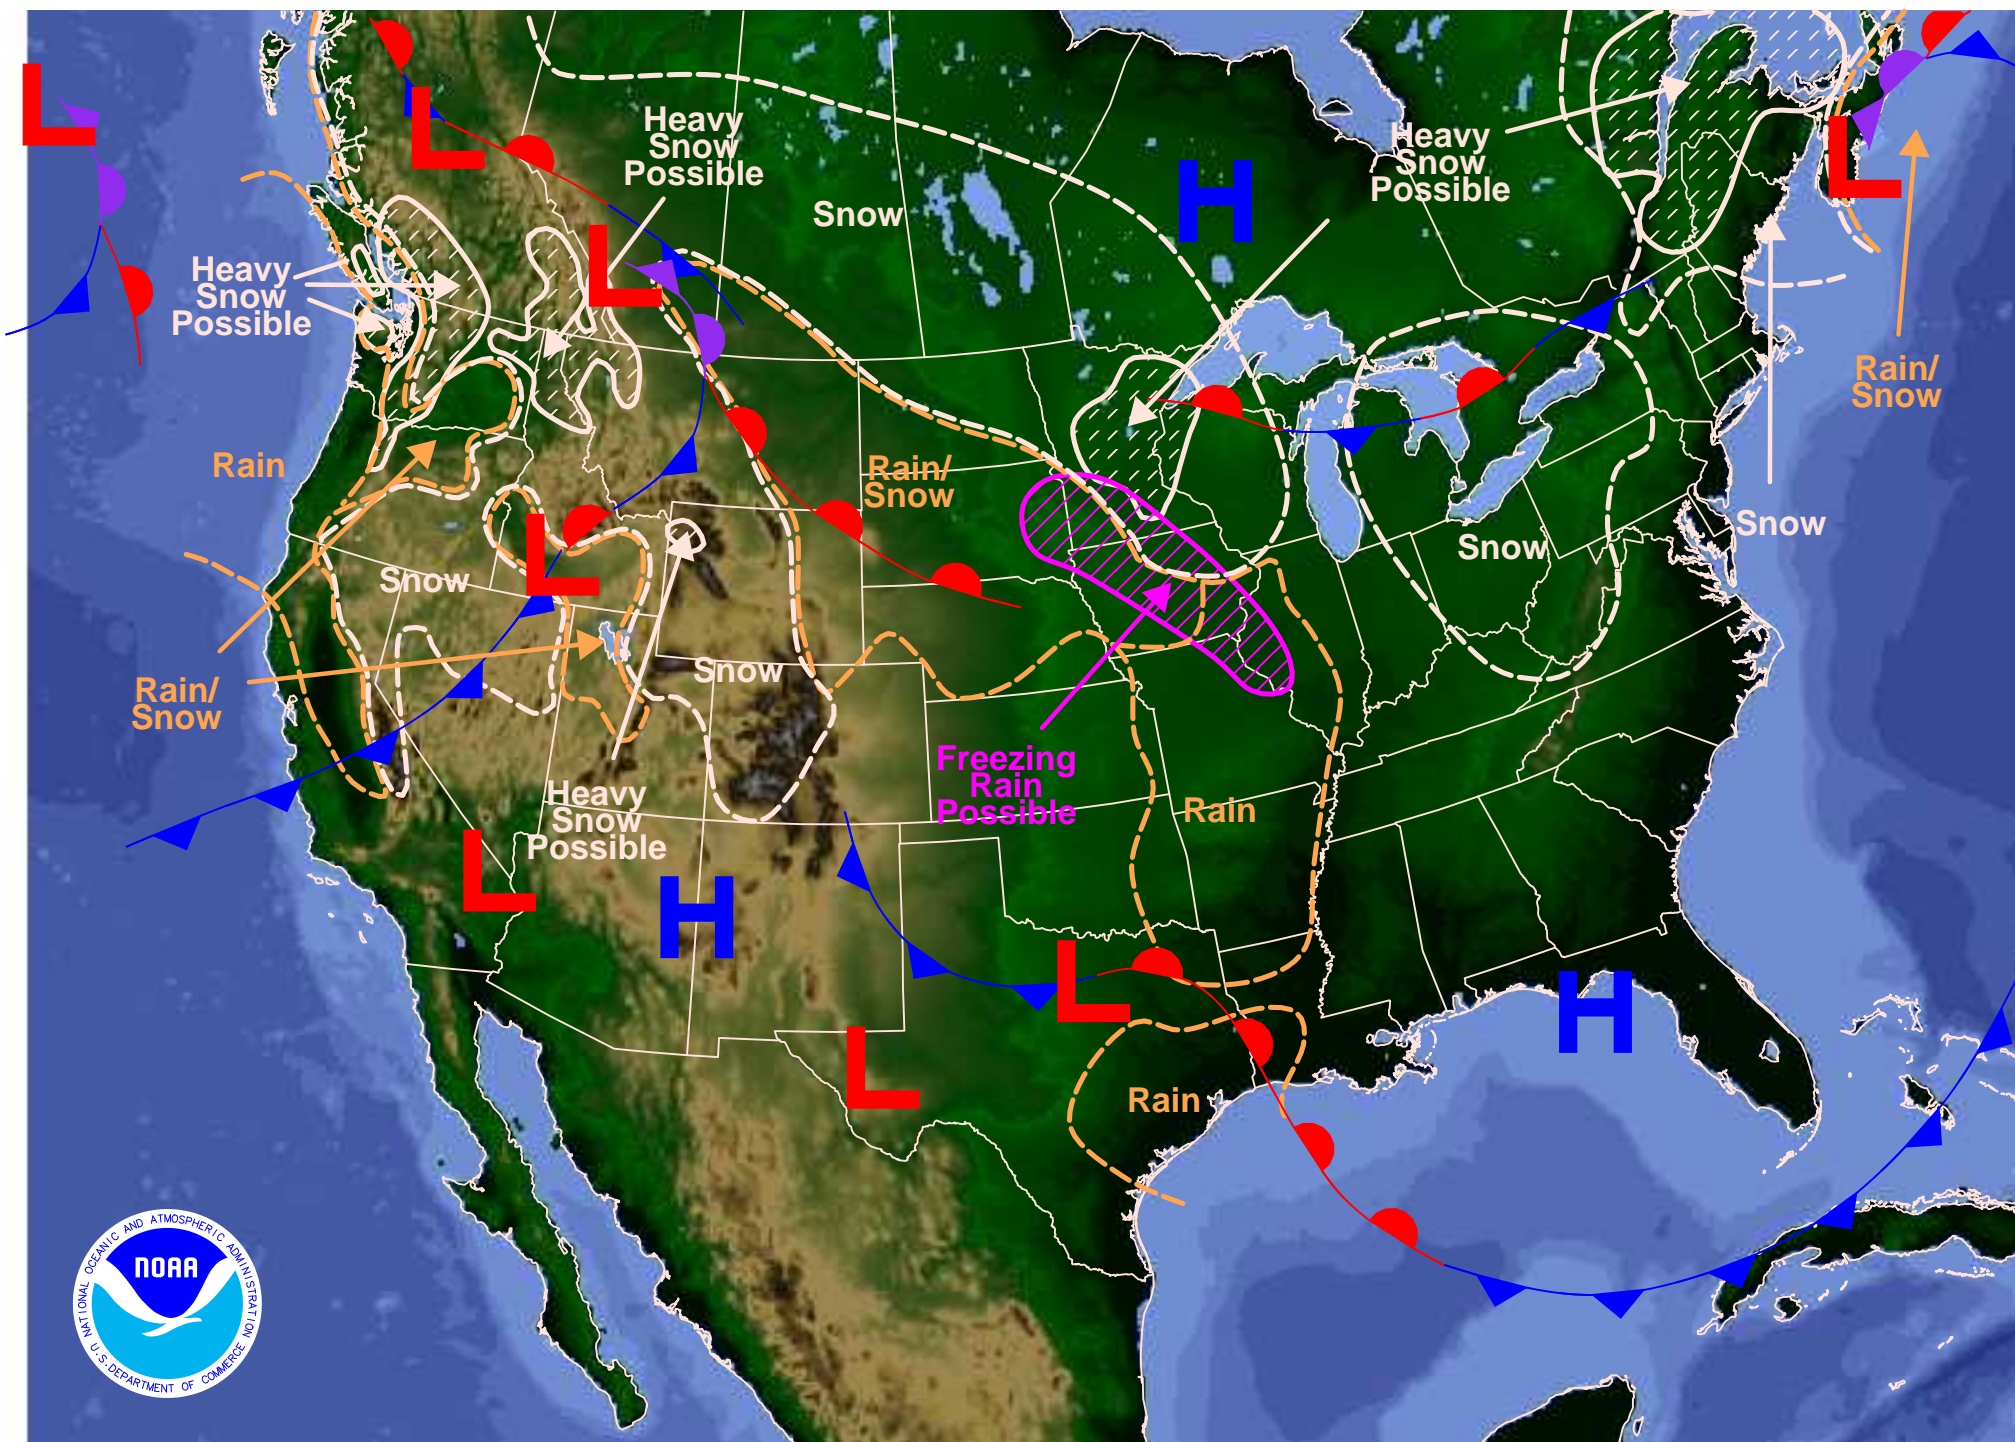 L
L
Heavy
Snow
Possible
Heavy
Snow
Possible
L
Snow
H
L
Heavy
Snow
Possible
Rain/
Snow
Rain
Rain/
Snow
Snow
Snow
Snow
L
Rain/
Snow
Snow
Freezing
Rain
Possible
Heavy
Snow
Possible
Rain
L
H
L
H
L
Rain
NATIONAL OCEANIC AND ATMOSPHERIC ADMINISTRATION
NOAA
U.S. DEPARTMENT OF COMMERCE